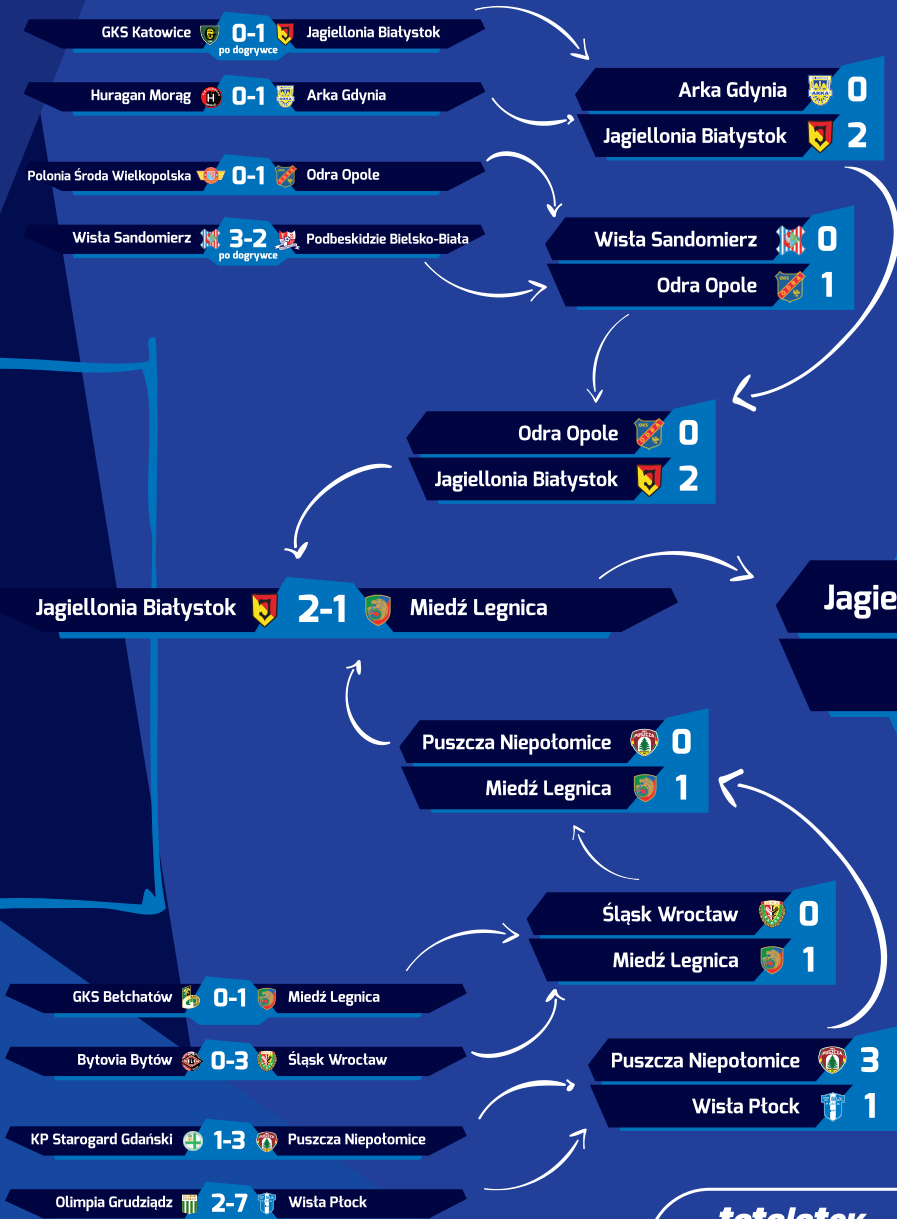 GKS Katowice 0-1 Jagiellonia Białystok
po dogrywce
Huragan Morąg 0-1 Arka Gdynia
Arka Gdynia 0
Jagiellonia Białystok 2
Polonia Środa Wielkopolska 0-1 Odra Opole
Wisła Sandomierz 3-2 Podbeskidzie Bielsko-Biała
po dogrywce
Wisła Sandomierz 0
Odra Opole 1
Odra Opole 0
Jagiellonia Białystok 2
Jagiellonia Białystok 2-1 Miedź Legnica
Jagie
Puszcza Niepołomice 0
Miedź Legnica 1
Śląsk Wrocław 0
Miedź Legnica 1
GKS Bełchatów 0-1 Miedź Legnica
Bytovia Bytów 0-3 Śląsk Wrocław
Puszcza Niepołomice 3
Wisła Płock 1
KP Starogard Gdański 1-3 Puszcza Niepołomice
Olimpia Grudziądz 2-7 Wisła Płock